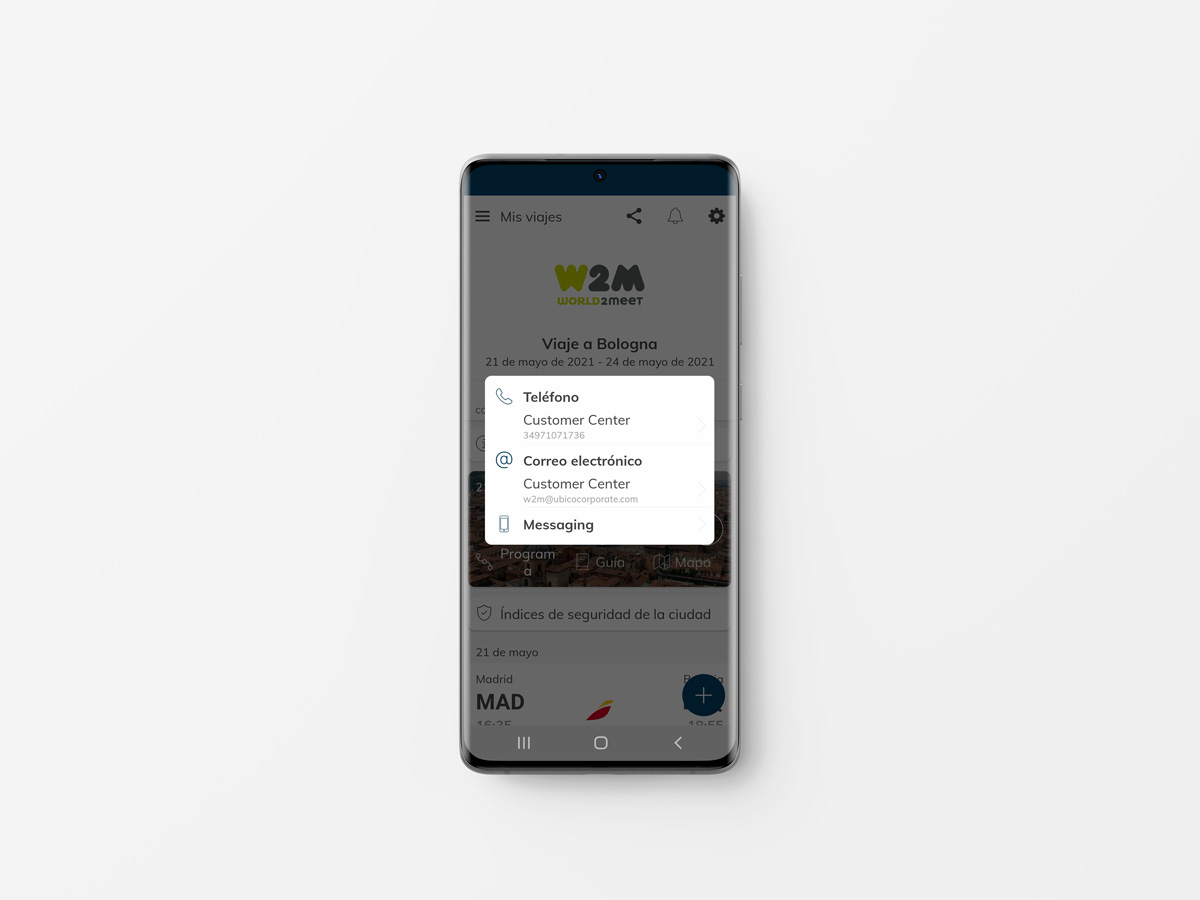 Mis viajes
W2M
WORLD2MEET
Viaje a Bologna
21 de mayo de 2021 - 24 de mayo de 2021
Teléfono
Customer Center
34971071736
Correo electrónico
Customer Center
w2m@ubicocorporate.com
Messaging
Program
a
Guía
Mapa
Índices de seguridad de la ciudad
21 de mayo
Madrid
MAD
16:35
18:55